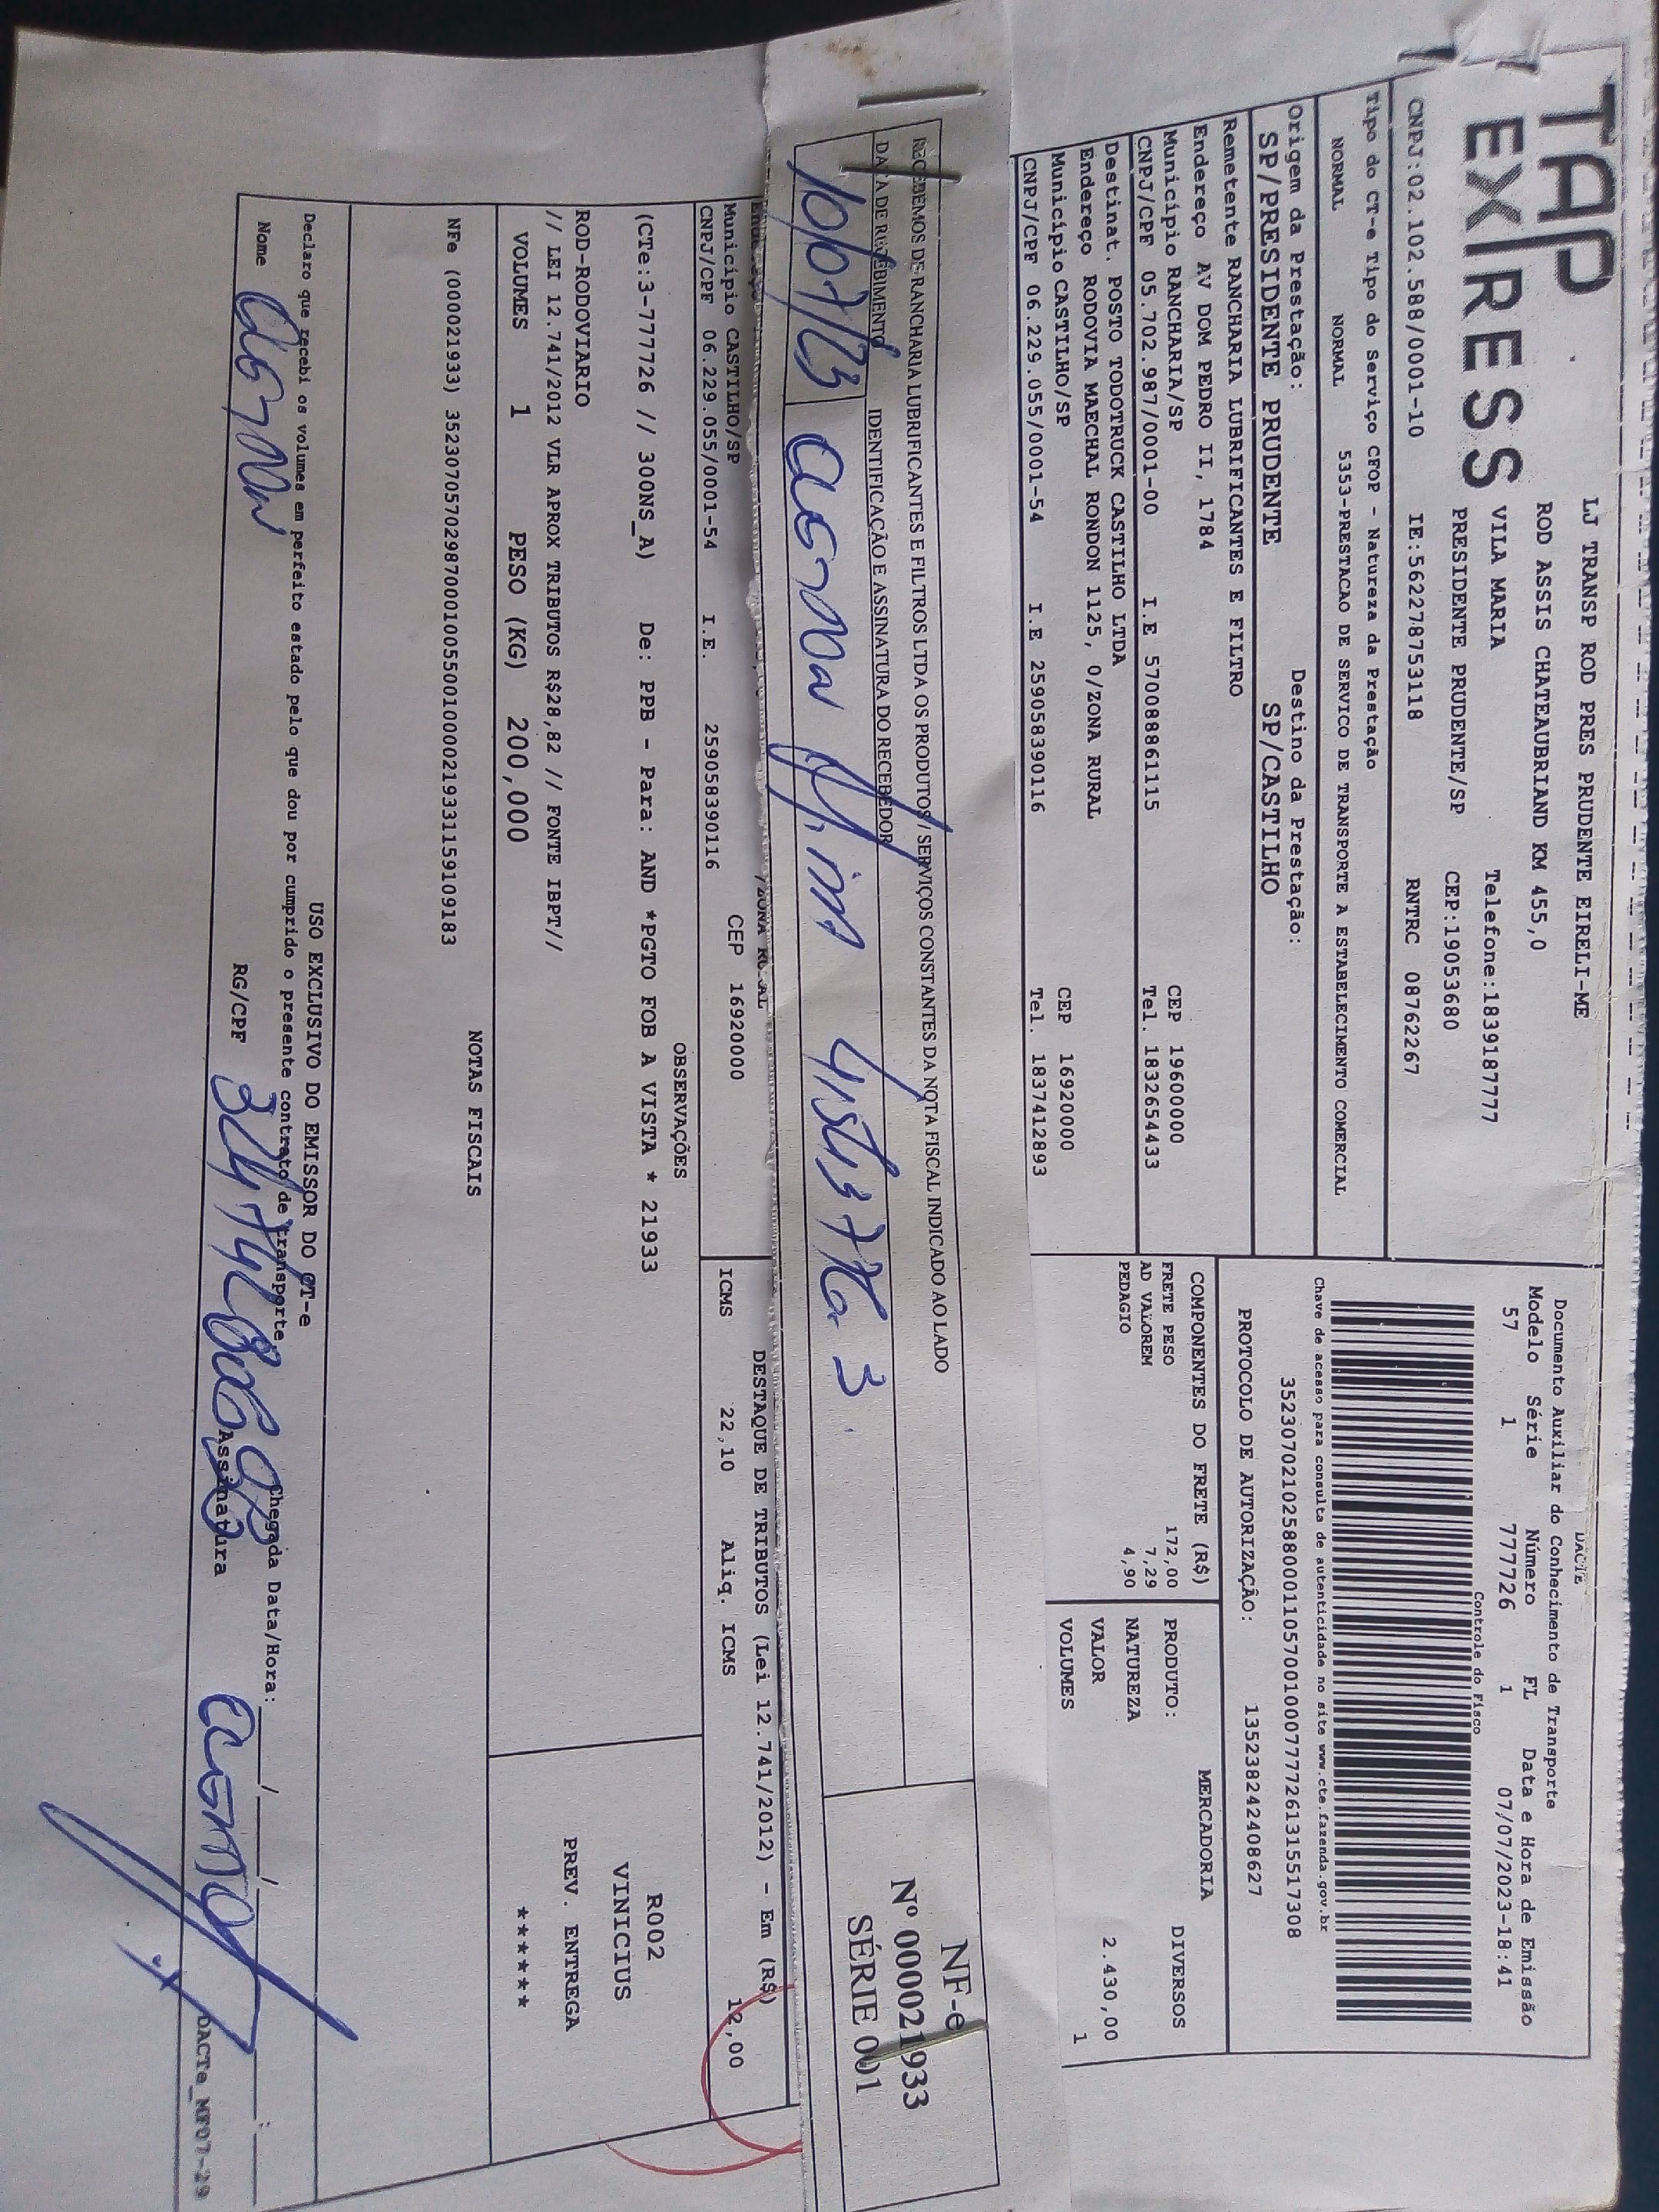 TAP
EXPRESS
LJ TRANSP ROD PRES PRUDENTE EIRELI-ME
ROD ASSIS CHATEAUBRIAND KM 455,0
VILA MARIA Telefone:1839187777
PRESIDENTE PRUDENTE/SP CEP:19053680
CNPJ:02.102.588/0001-10 IE:562278753118 RNTRC 08762267
Tipo do CT-e Tipo do Serviço CFOP - Natureza da Prestação
NORMAL NORMAL 5353-PRESTACAO DE SERVICO DE TRANSPORTE A ESTABELECIMENTO COMERCIAL
Origem da Prestação: Destino da Prestação:
SP/PRESIDENTE PRUDENTE SP/CASTILHO
Remetente RANCHARIA LUBRIFICANTES E FILTRO
Endereço AV DOM PEDRO II, 1784
Município RANCHARIA/SP CEP 19600000
CNPJ/CPF 05.702.987/0001-00 I.E 570088861115 Tel. 1832654433
Destinat. POSTO TODOTRUCK CASTILHO LTDA
Endereço RODOVIA MAECHAL RONDON 1125, 0/ZONA RURAL
Município CASTILHO/SP CEP 16920000
CNPJ/CPF 06.229.055/0001-54 I.E 259058390116 Tel. 1837412893
DACTE
Documento Auxiliar do Conhecimento de Transporte
Modelo Série Número FL Data e Hora de Emissão
57 1 777726 1 07/07/2023-18:41
Controle do Fisco
Chave de acesso para consulta de autenticidade no site www.cte.fazenda.gov.br
35230702102588000110570010007777261315517308
PROTOCOLO DE AUTORIZAÇÃO: 135238242408627
COMPONENTES DO FRETE (R$)
FRETE PESO 172,00
AD VALOREM 7,29
PEDAGIO 4,90
MERCADORIA
PRODUTO: DIVERSOS
NATUREZA
VALOR 2.430,00
VOLUMES 1
RECEBEMOS DE RANCHARIA LUBRIFICANTES E FILTROS LTDA OS PRODUTOS / SERVIÇOS CONSTANTES DA NOTA FISCAL INDICADO AO LADO
DATA DE RECEBIMENTO IDENTIFICAÇÃO E ASSINATURA DO RECEBEDOR
10/07/23
NF-e
Nº 000021933
SÉRIE 001
Município CASTILHO/SP CEP 16920000
CNPJ/CPF 06.229.055/0001-54 I.E. 259058390116
DESTAQUE DE TRIBUTOS (Lei 12.741/2012) - Em (R$)
ICMS 22,10 Aliq. ICMS 12,00
OBSERVAÇÕES
(CTe:3-777726 // 300NS_A) De: PPB - Para: AND *PGTO FOB A VISTA * 21933
ROD-RODOVIARIO
// LEI 12.741/2012 VLR APROX TRIBUTOS R$28,82 // FONTE IBPT//
R002
VINICIUS
VOLUMES 1 PESO (KG) 200,000
PREV. ENTREGA
******
NOTAS FISCAIS
NFe (000021933) 35230705702987000100550010000219331159109183
USO EXCLUSIVO DO EMISSOR DO CT-e
Declaro que recebi os volumes em perfeito estado pelo que dou por cumprido o presente contrato de transporte
Chegada Data/Hora: ____/____/____ ____:____
Nome RG/CPF Assinatura
DACTe_MF07-29